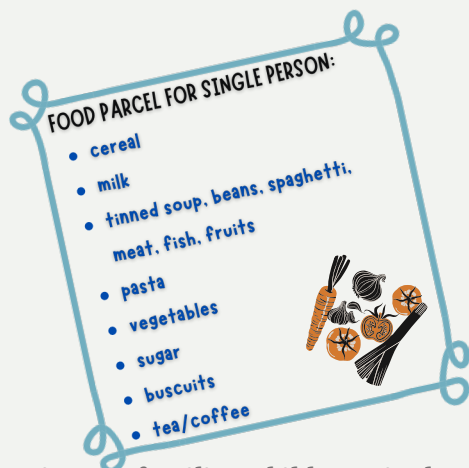 FOOD PARCEL FOR SINGLE PERSON:
• cereal
• milk
• tinned soup, beans, spaghetti,
meat, fish, fruits
• pasta
• vegetables
• sugar
• buscuits
• tea/coffee